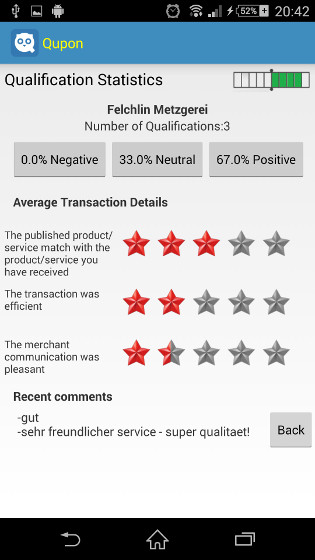 52% 20:42
Qupon
Qualification Statistics
Felchlin Metzgerei
Number of Qualifications:3
0.0% Negative 33.0% Neutral 67.0% Positive
Average Transaction Details
The published product/
service match with the
product/service you
have received
The transaction was
efficient
The merchant
communication was
pleasant
Recent comments
-gut
-sehr freundlicher service - super qualitaet!
Back